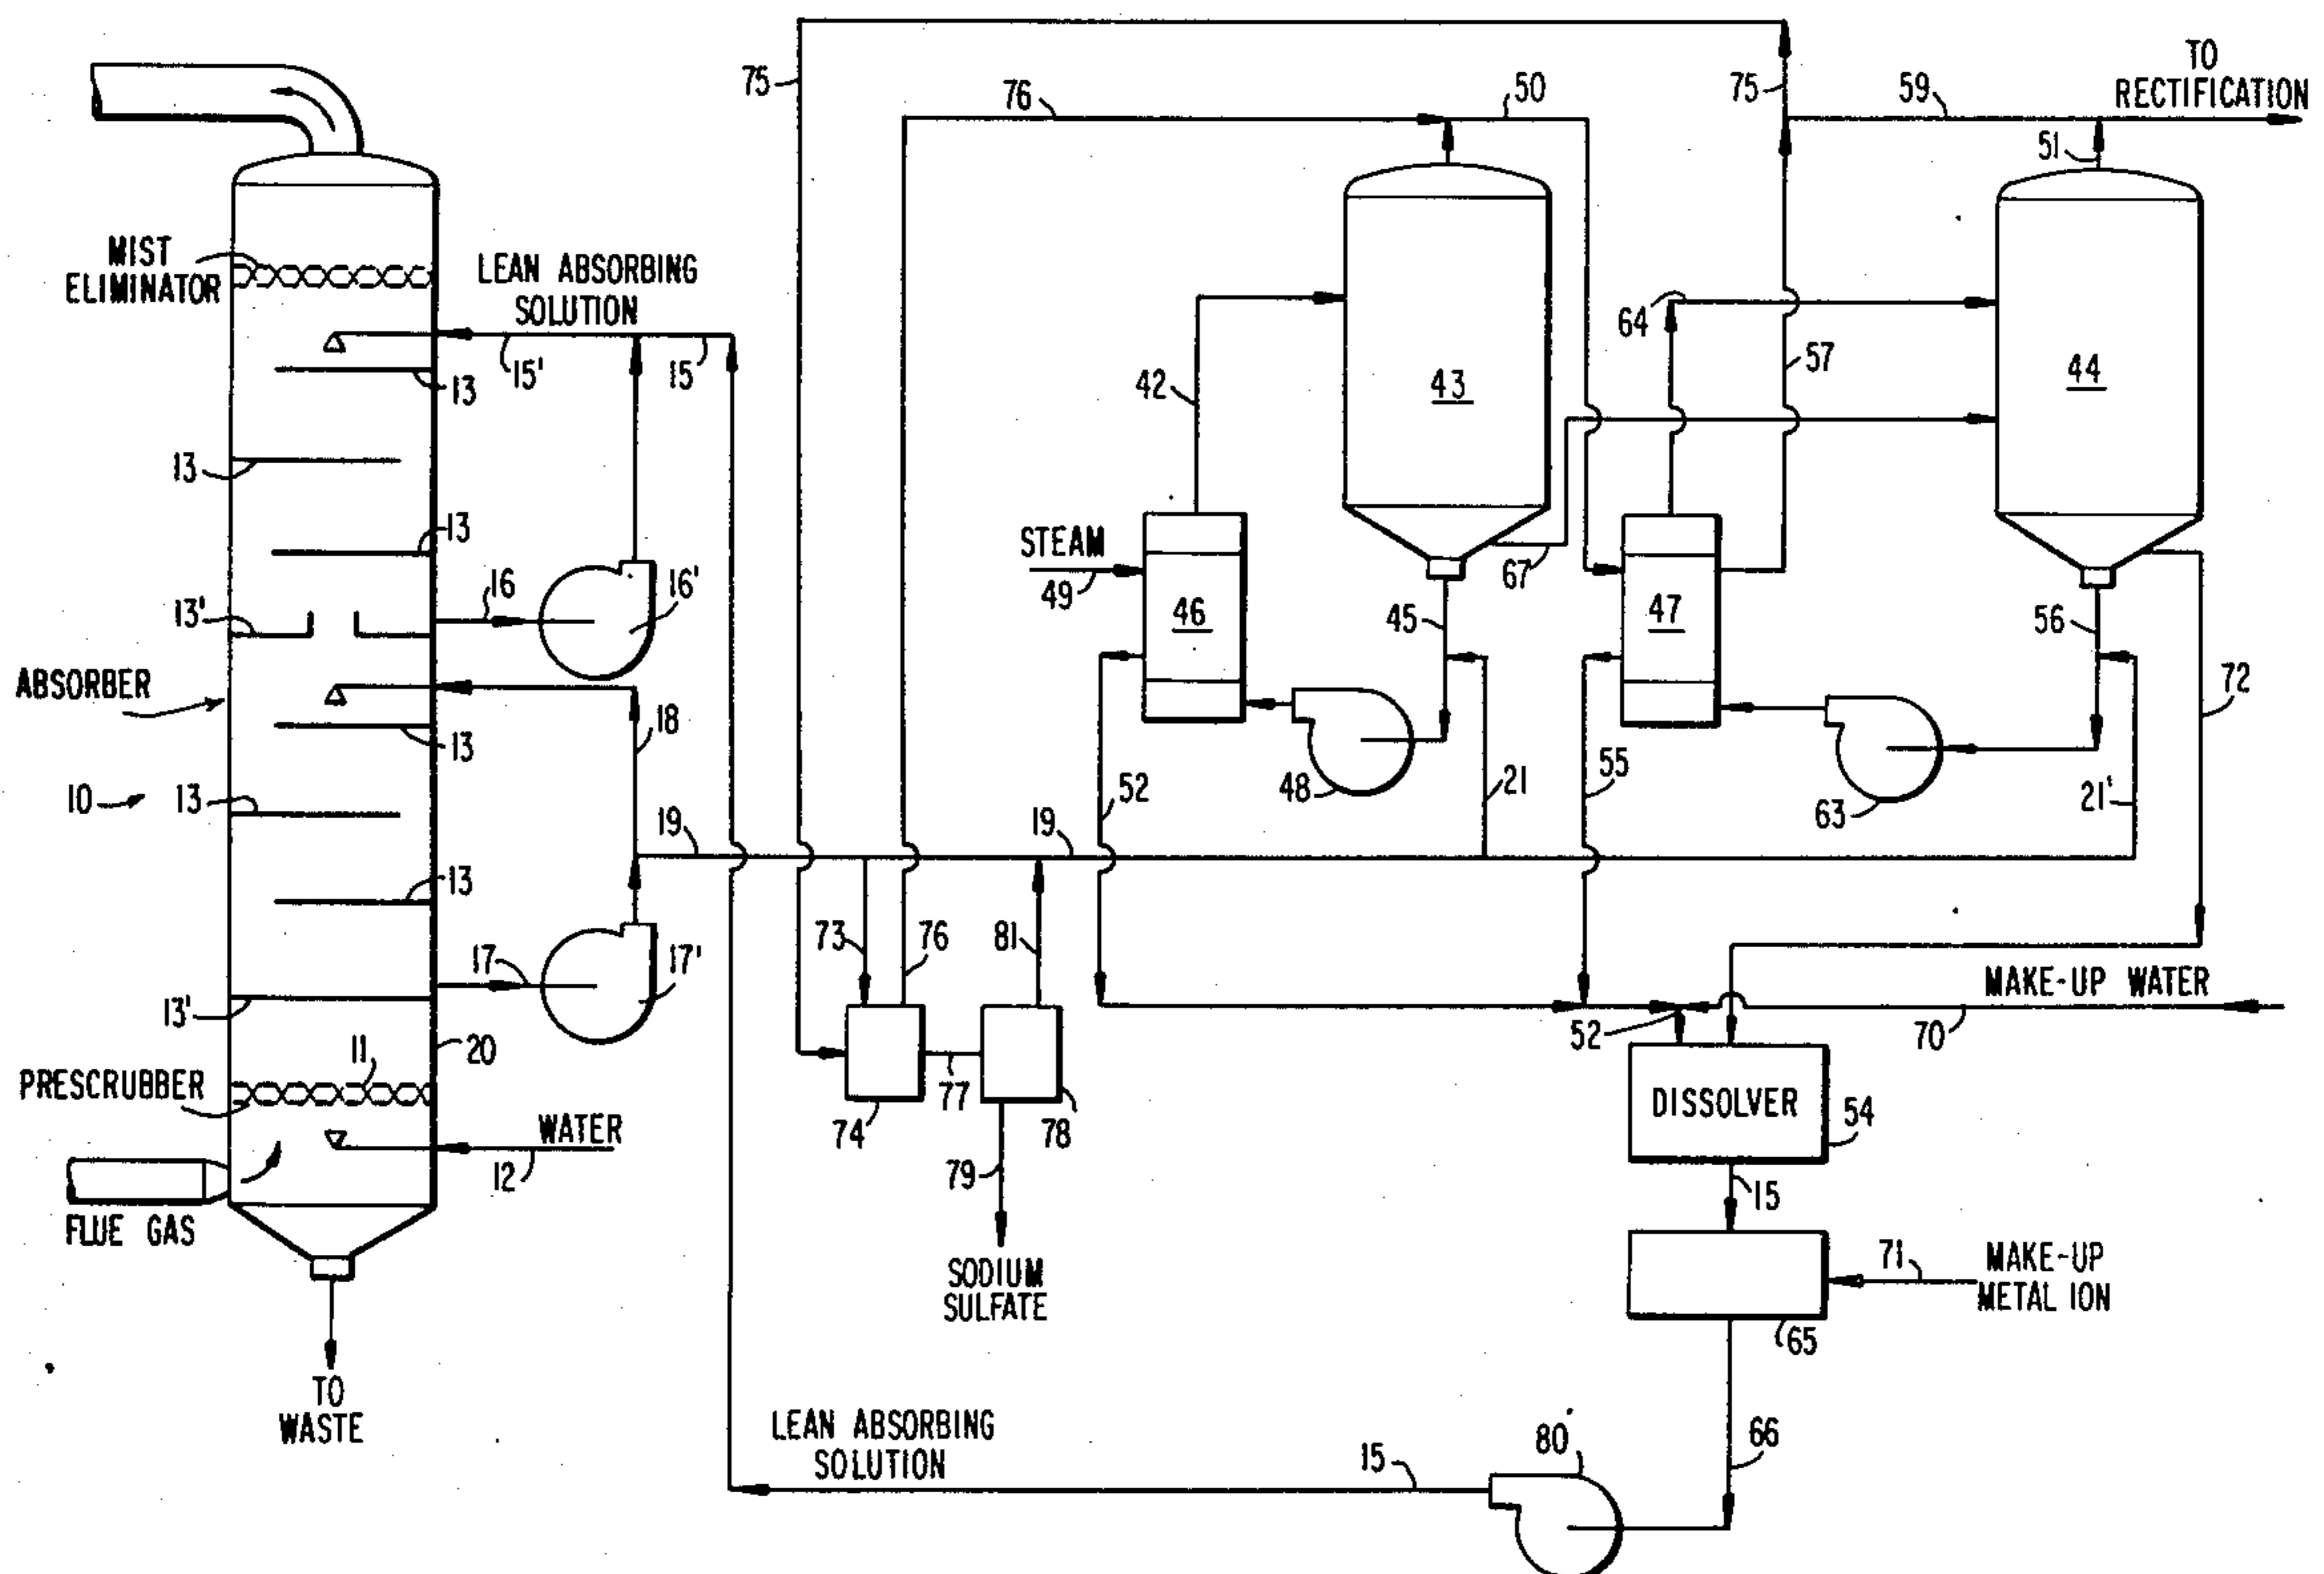 75
76
50
75
59
TO
RECTIFICATION
51
MIST
ELIMINATOR
LEAN ABSORBING
SOLUTION
15'
15
13
42
43
64
57
44
13
13
STEAM
49
16
16'
46
45
67
47
56
13'
ABSORBER
18
13
72
10
13
52
48
21
55
63
21'
19
19
13
17
17'
73
76
81
13'
MAKE-UP WATER
52
70
20
11
PRESCRUBBER
77
DISSOLVER
54
WATER
12
74
78
79
15
FLUE GAS
SODIUM
SULFATE
71
MAKE-UP
METAL ION
65
TO
WASTE
LEAN ABSORBING
SOLUTION
15
80
66